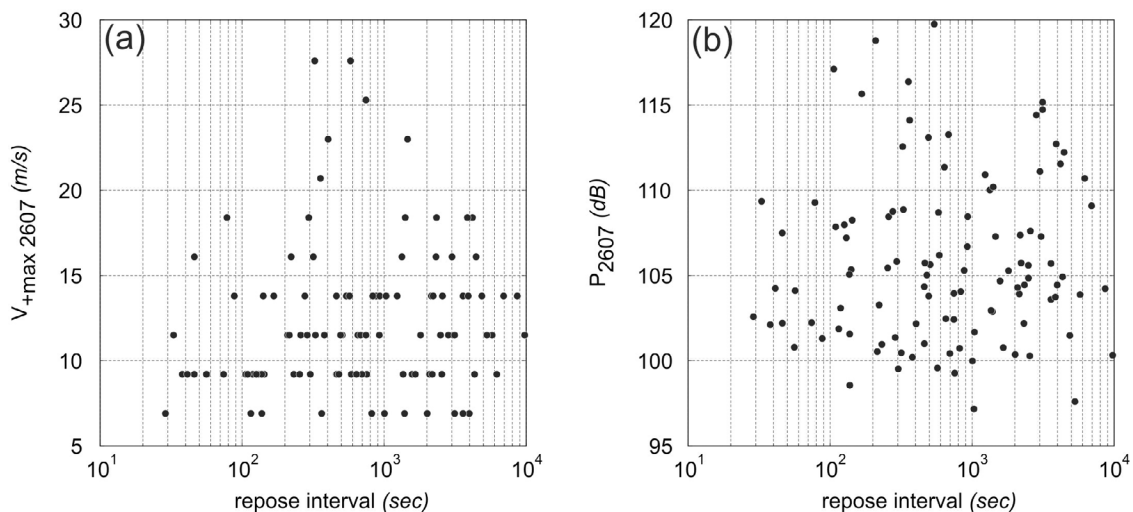 (a)
30
25
20
15
10
5
V+max 2607 (m/s)
10^1 10^2 10^3 10^4
repose interval (sec)
(b)
120
115
110
105
100
95
P2607 (dB)
10^1 10^2 10^3 10^4
repose interval (sec)